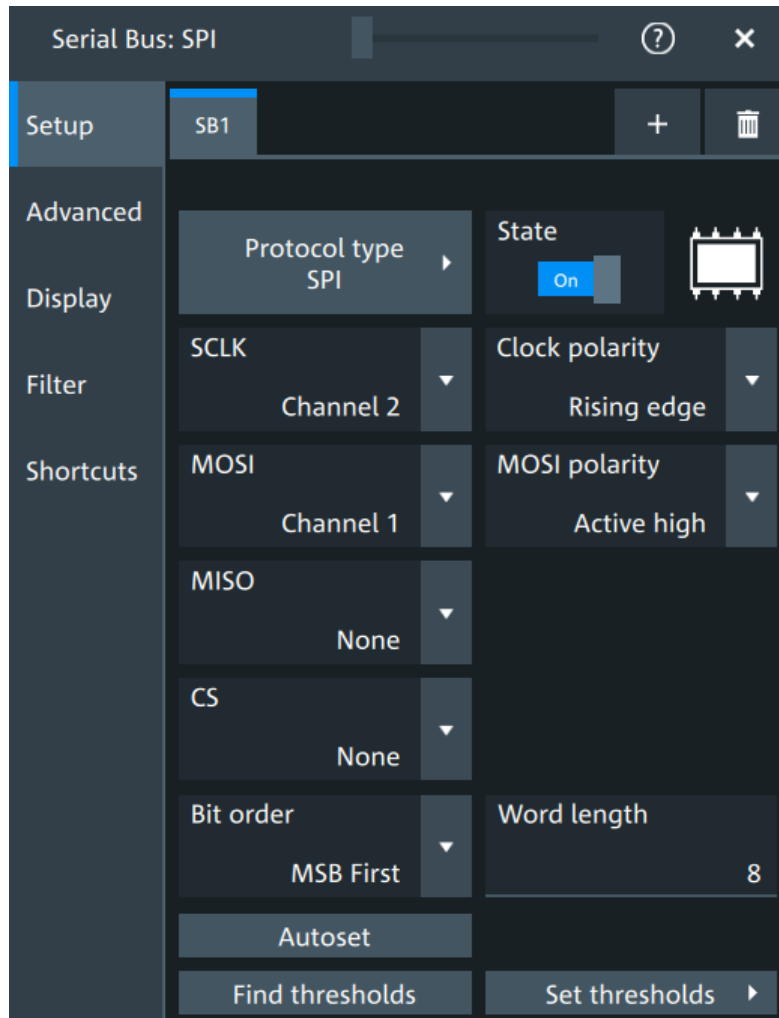 Serial Bus: SPI
?
×
Setup
SB1
+
Advanced
Display
Filter
Shortcuts
Protocol type
SPI
State
On
SCLK
Channel 2
Clock polarity
Rising edge
MOSI
Channel 1
MOSI polarity
Active high
MISO
None
CS
None
Bit order
MSB First
Word length
8
Autoset
Find thresholds
Set thresholds